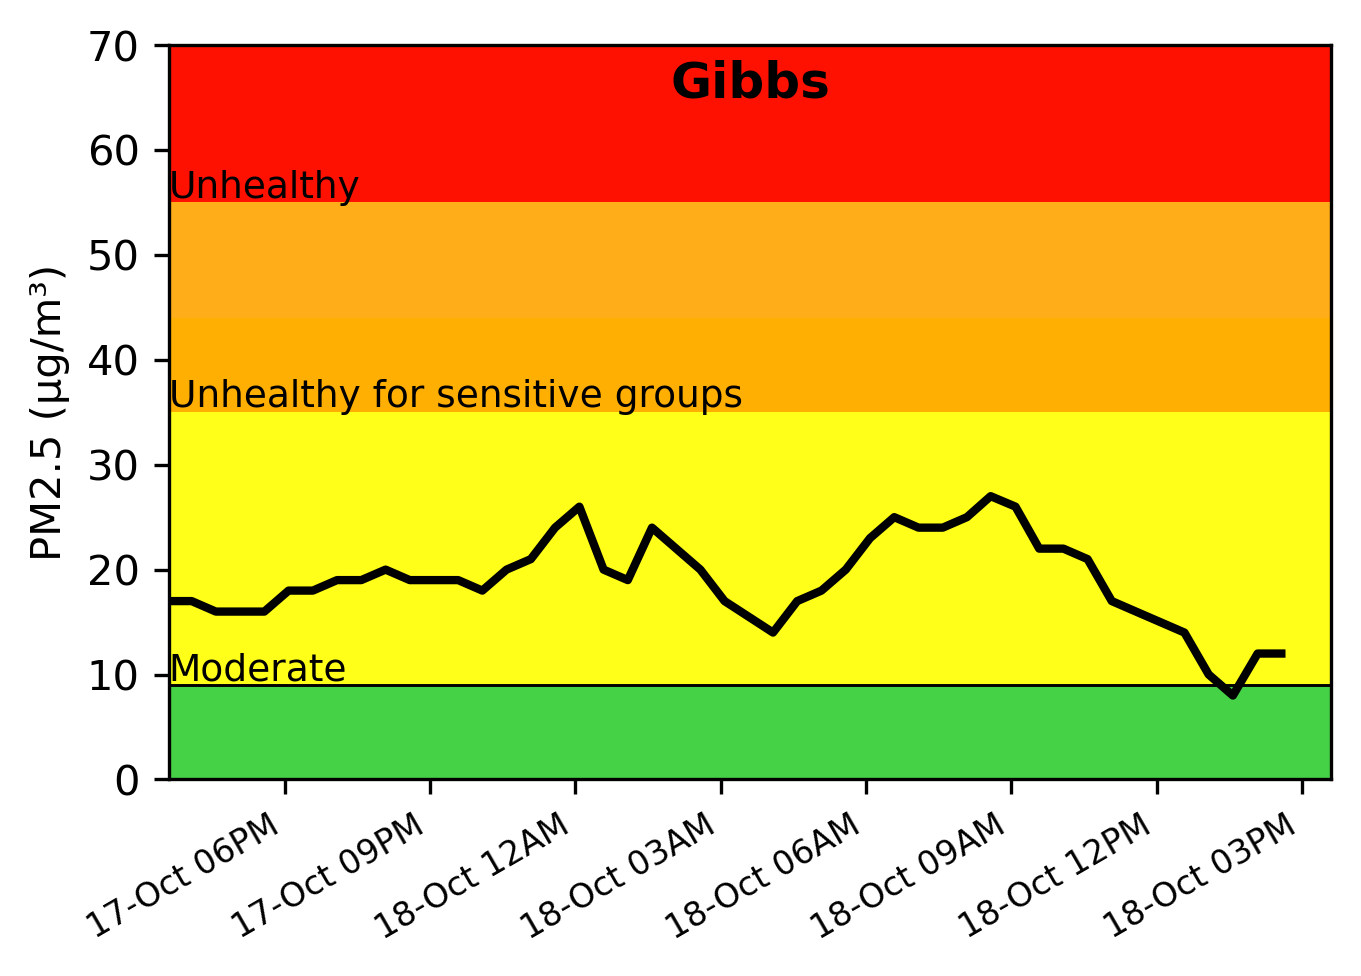 Gibbs
70
60
50
40
30
20
10
0
PM2.5 (µg/m³)
Unhealthy
Unhealthy for sensitive groups
Moderate
17-Oct 06PM
17-Oct 09PM
18-Oct 12AM
18-Oct 03AM
18-Oct 06AM
18-Oct 09AM
18-Oct 12PM
18-Oct 03PM